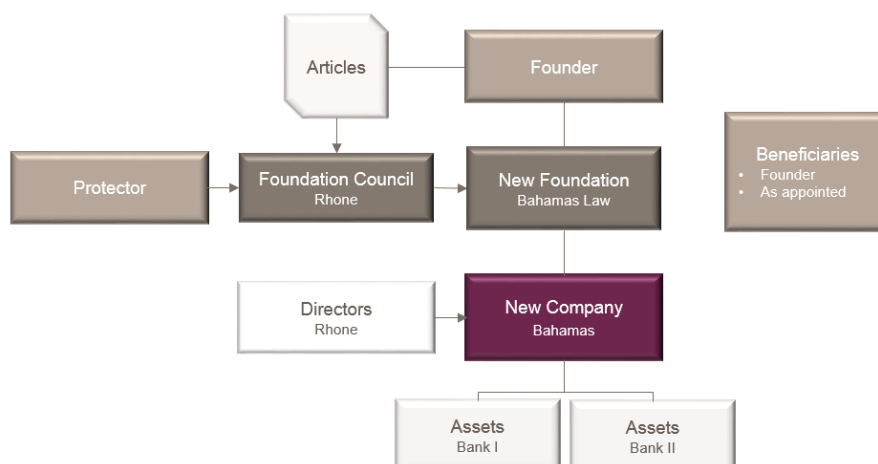 Articles
Founder
Protector
Foundation Council
Rhone
New Foundation
Bahamas Law
Beneficiaries
• Founder
• As appointed
Directors
Rhone
New Company
Bahamas
Assets
Bank I
Assets
Bank II